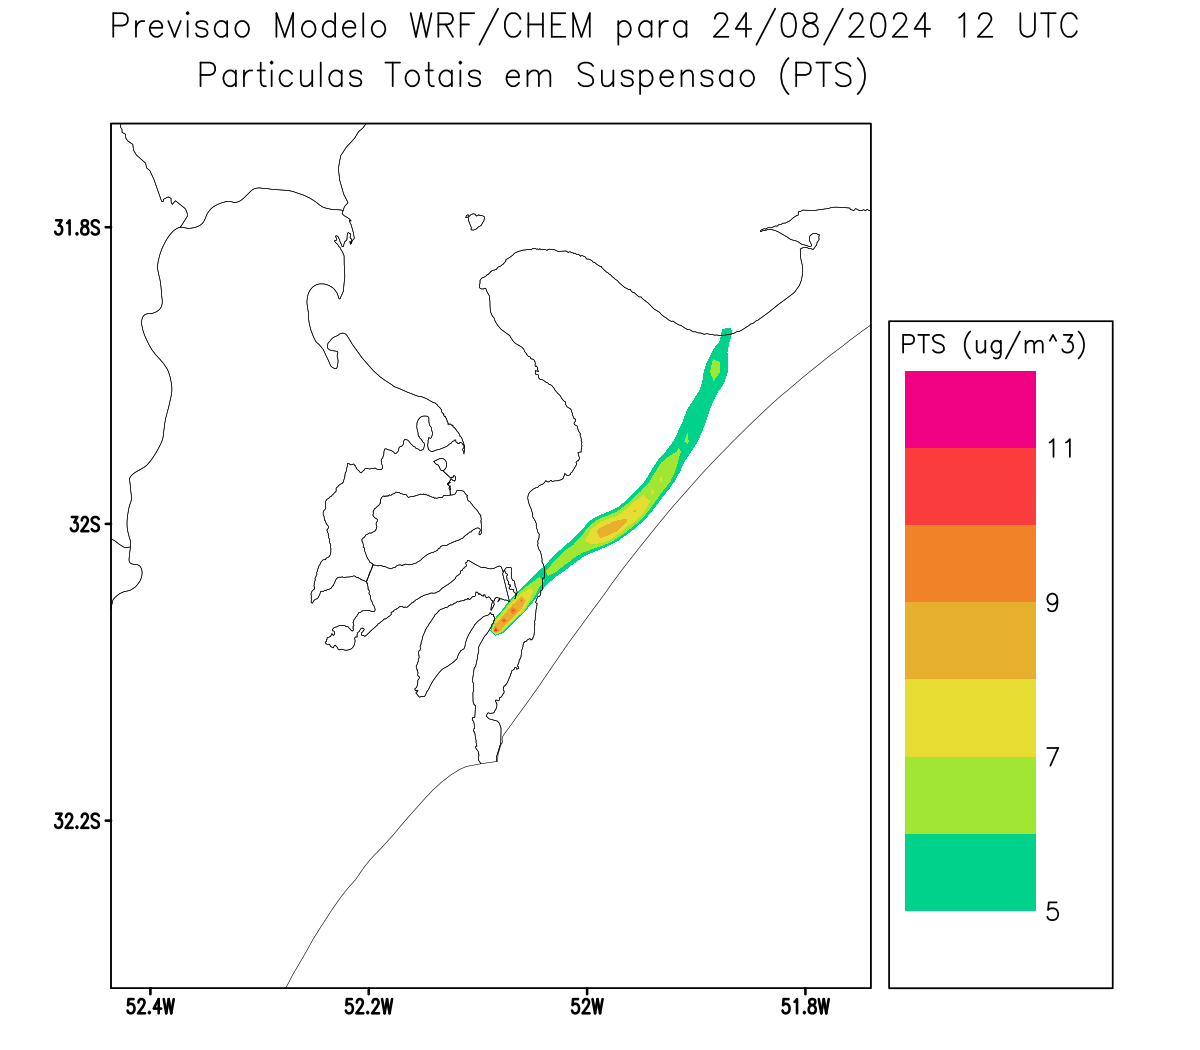 Previsao Modelo WRF/CHEM para 24/08/2024 12 UTC
Particulas Totais em Suspensao (PTS)
31.8S
32S
32.2S
52.4W
52.2W
52W
51.8W
PTS (ug/m^3)
11
9
7
5